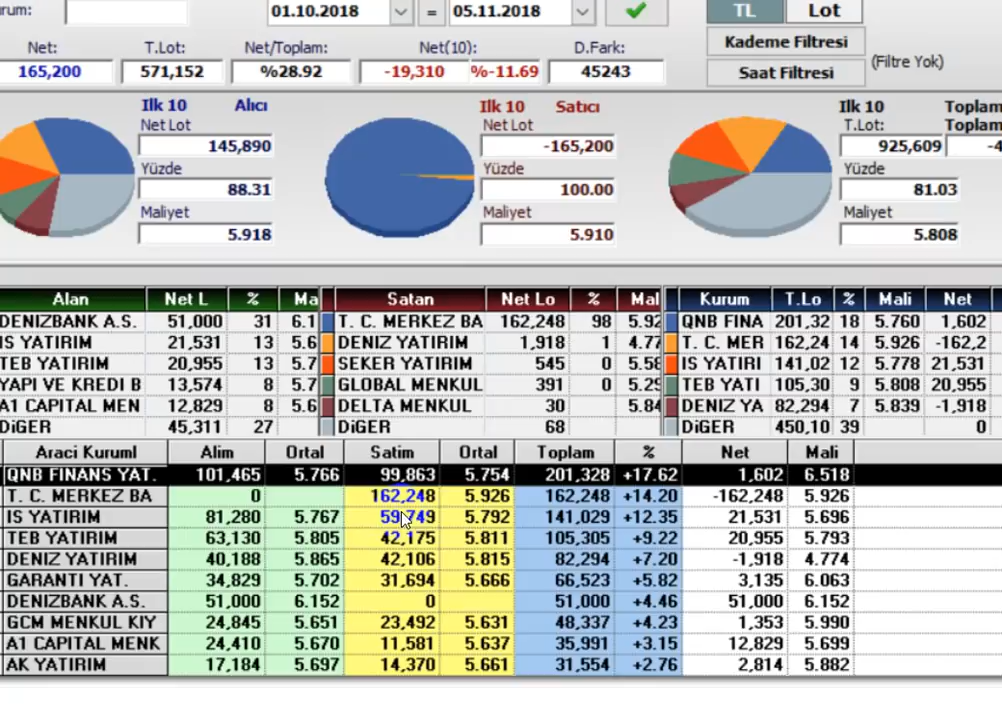 urum:
01.10.2018 = 05.11.2018 TL Lot
Net: T.Lot: Net/Toplam: Net(10): D.Fark: Kademe Filtresi
165,200 571,152 %28.92 -19,310 %-11.69 45243 Saat Filtresi (Filtre Yok)
Ilk 10 Alıcı Ilk 10 Satıcı Ilk 10 Toplam
Net Lot Net Lot T.Lot: Toplam
145,890 -165,200 925,609 -4
Yüzde Yüzde Yüzde
88.31 100.00 81.03
Maliyet Maliyet Maliyet
5.918 5.910 5.808
Alan Net L % Ma Satan Net Lo % Mal Kurum T.Lo % Mali Net
DENIZBANK A.S. 51,000 31 6.1 T. C. MERKEZ BA 162,248 98 5.92 QNB FINA 201,32 18 5.760 1,602
IS YATIRIM 21,531 13 5.6 DENIZ YATIRIM 1,918 1 4.77 T. C. MER 162,24 14 5.926 -162,2
TEB YATIRIM 20,955 13 5.7 SEKER YATIRIM 545 0 5.58 IS YATIRI 141,02 12 5.778 21,531
YAPI VE KREDI B 13,574 8 5.7 GLOBAL MENKUL 391 0 5.29 TEB YATI 105,30 9 5.808 20,955
A1 CAPITAL MEN 12,829 8 5.6 DELTA MENKUL 30 5.84 DENIZ YA 82,294 7 5.839 -1,918
DiGER 45,311 27 DiGER 68 DiGER 450,10 39 0
Araci Kuruml Alim Ortal Satim Ortal Toplam % Net Mali
QNB FINANS YAT. 101,465 5.766 99,863 5.754 201,328 +17.62 1,602 6.518
T. C. MERKEZ BA 0 162,248 5.926 162,248 +14.20 -162,248 5.926
IS YATIRIM 81,280 5.767 59,749 5.792 141,029 +12.35 21,531 5.696
TEB YATIRIM 63,130 5.805 42,175 5.811 105,305 +9.22 20,955 5.793
DENIZ YATIRIM 40,188 5.865 42,106 5.815 82,294 +7.20 -1,918 4.774
GARANTI YAT. 34,829 5.702 31,694 5.666 66,523 +5.82 3,135 6.063
DENIZBANK A.S. 51,000 6.152 0 51,000 +4.46 51,000 6.152
GCM MENKUL KIY 24,845 5.651 23,492 5.631 48,337 +4.23 1,353 5.990
A1 CAPITAL MENK 24,410 5.670 11,581 5.637 35,991 +3.15 12,829 5.699
AK YATIRIM 17,184 5.697 14,370 5.661 31,554 +2.76 2,814 5.882